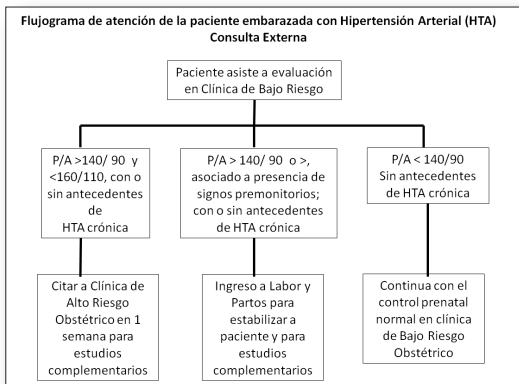 Flujograma de atención de la paciente embarazada con Hipertensión Arterial (HTA)
Consulta Externa
Paciente asiste a evaluación
en Clínica de Bajo Riesgo
P/A >140/ 90 y
<160/110, con o
sin antecedentes
de
HTA crónica
P/A > 140/ 90 o >,
asociado a presencia de
signos premonitorios;
con o sin antecedentes
de HTA crónica
P/A < 140/90
Sin antecedentes
de HTA crónica
Citar a Clínica de
Alto Riesgo
Obstétrico en 1
semana para
estudios
complementarios
Ingreso a Labor y
Partos para
estabilizar a
paciente y para
estudios
complementarios
Continua con el
control prenatal
normal en clínica
de Bajo Riesgo
Obstétrico